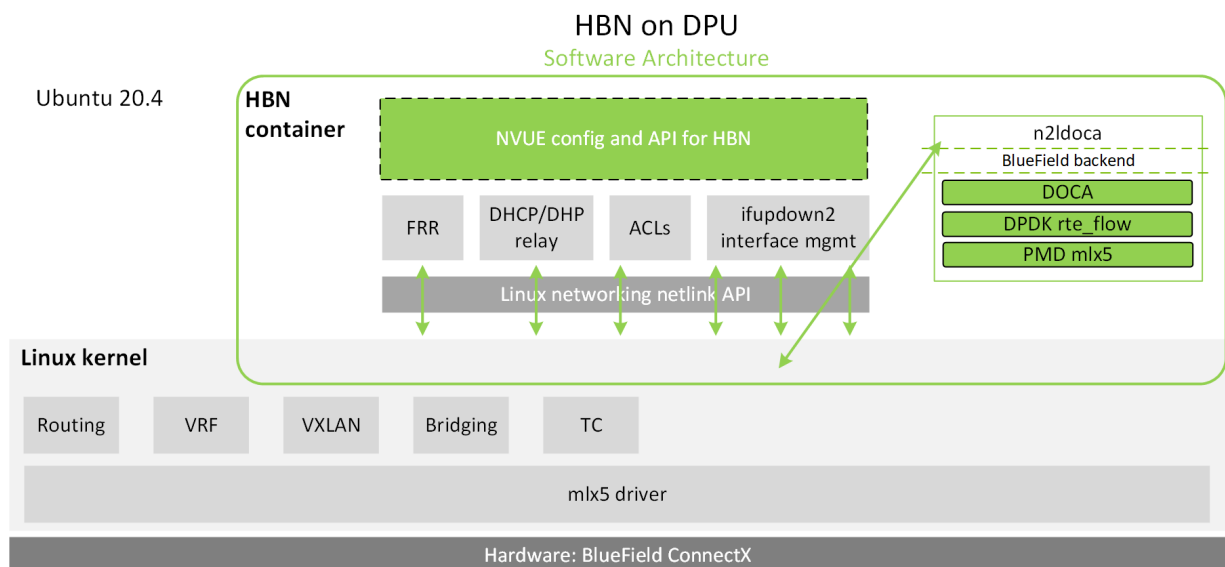 HBN on DPU
Software Architecture
Ubuntu 20.4
HBN
container
NVUE config and API for HBN
n2ldoca
BlueField backend
DOCA
DPDK rte_flow
PMD mlx5
FRR
DHCP/DHP
relay
ACLs
ifupdown2
interface mgmt
Linux networking netlink API
Linux kernel
Routing
VRF
VXLAN
Bridging
TC
mlx5 driver
Hardware: BlueField ConnectX